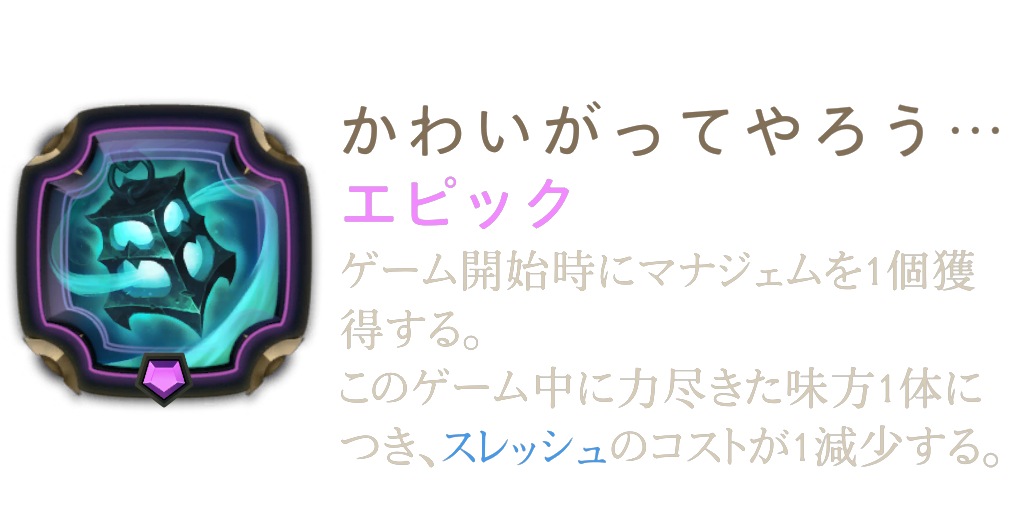 かわいがってやろう…
エピック
ゲーム開始時にマナジェムを1個獲
得する。
このゲーム中に力尽きた味方1体に
つき、スレッシュのコストが1減少する。